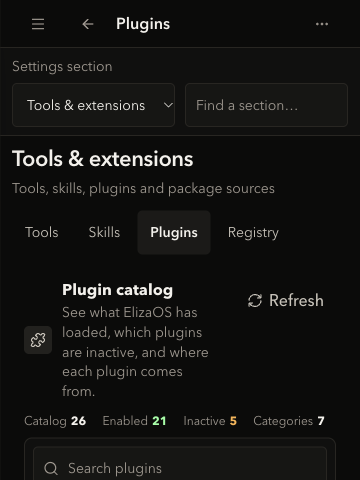 Plugins
Settings section
Tools & extensions
Find a section…
Tools & extensions
Tools, skills, plugins and package sources
Tools Skills Plugins Registry
Plugin catalog
Refresh
See what ElizaOS has
loaded, which plugins
are inactive, and where
each plugin comes
from.
Catalog 26 Enabled 21 Inactive 5 Categories 7
Search plugins